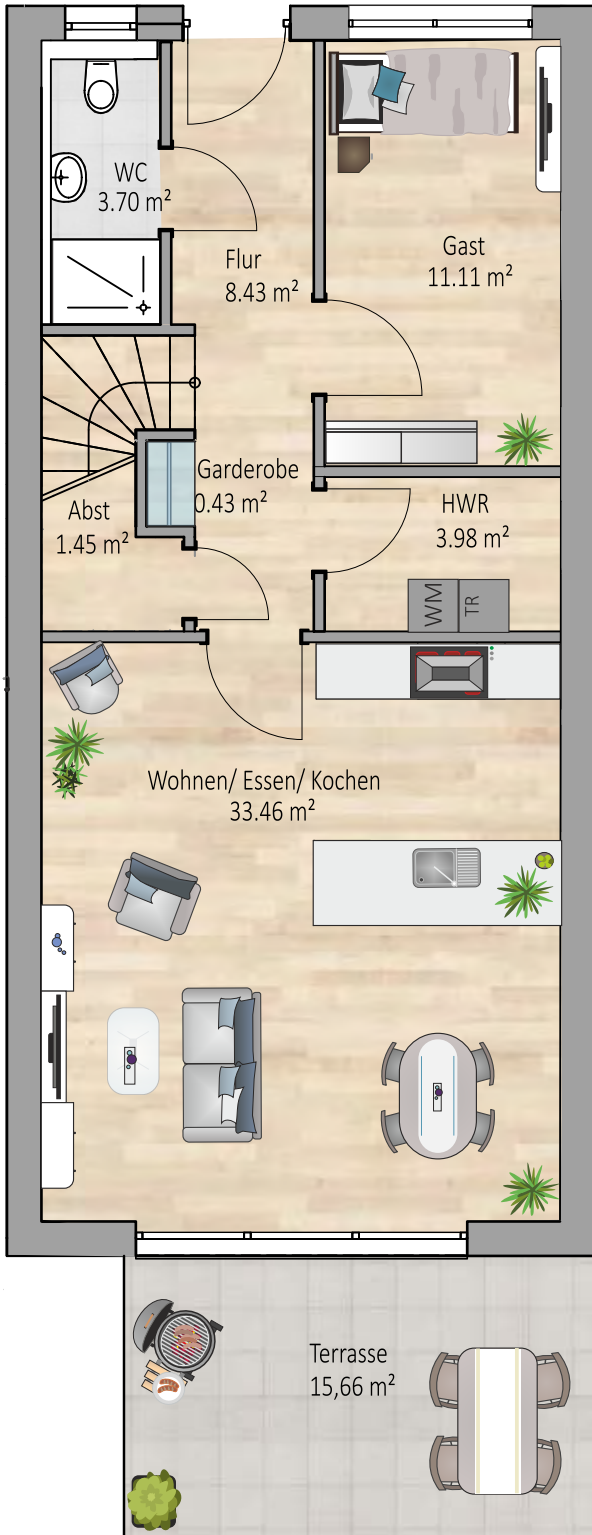 WC
3.70 m²
Flur
8.43 m²
Gast
11.11 m²
Garderobe
0.43 m²
Abst
1.45 m²
HWR
3.98 m²
WM
TR
Wohnen/ Essen/ Kochen
33.46 m²
Terrasse
15,66 m²